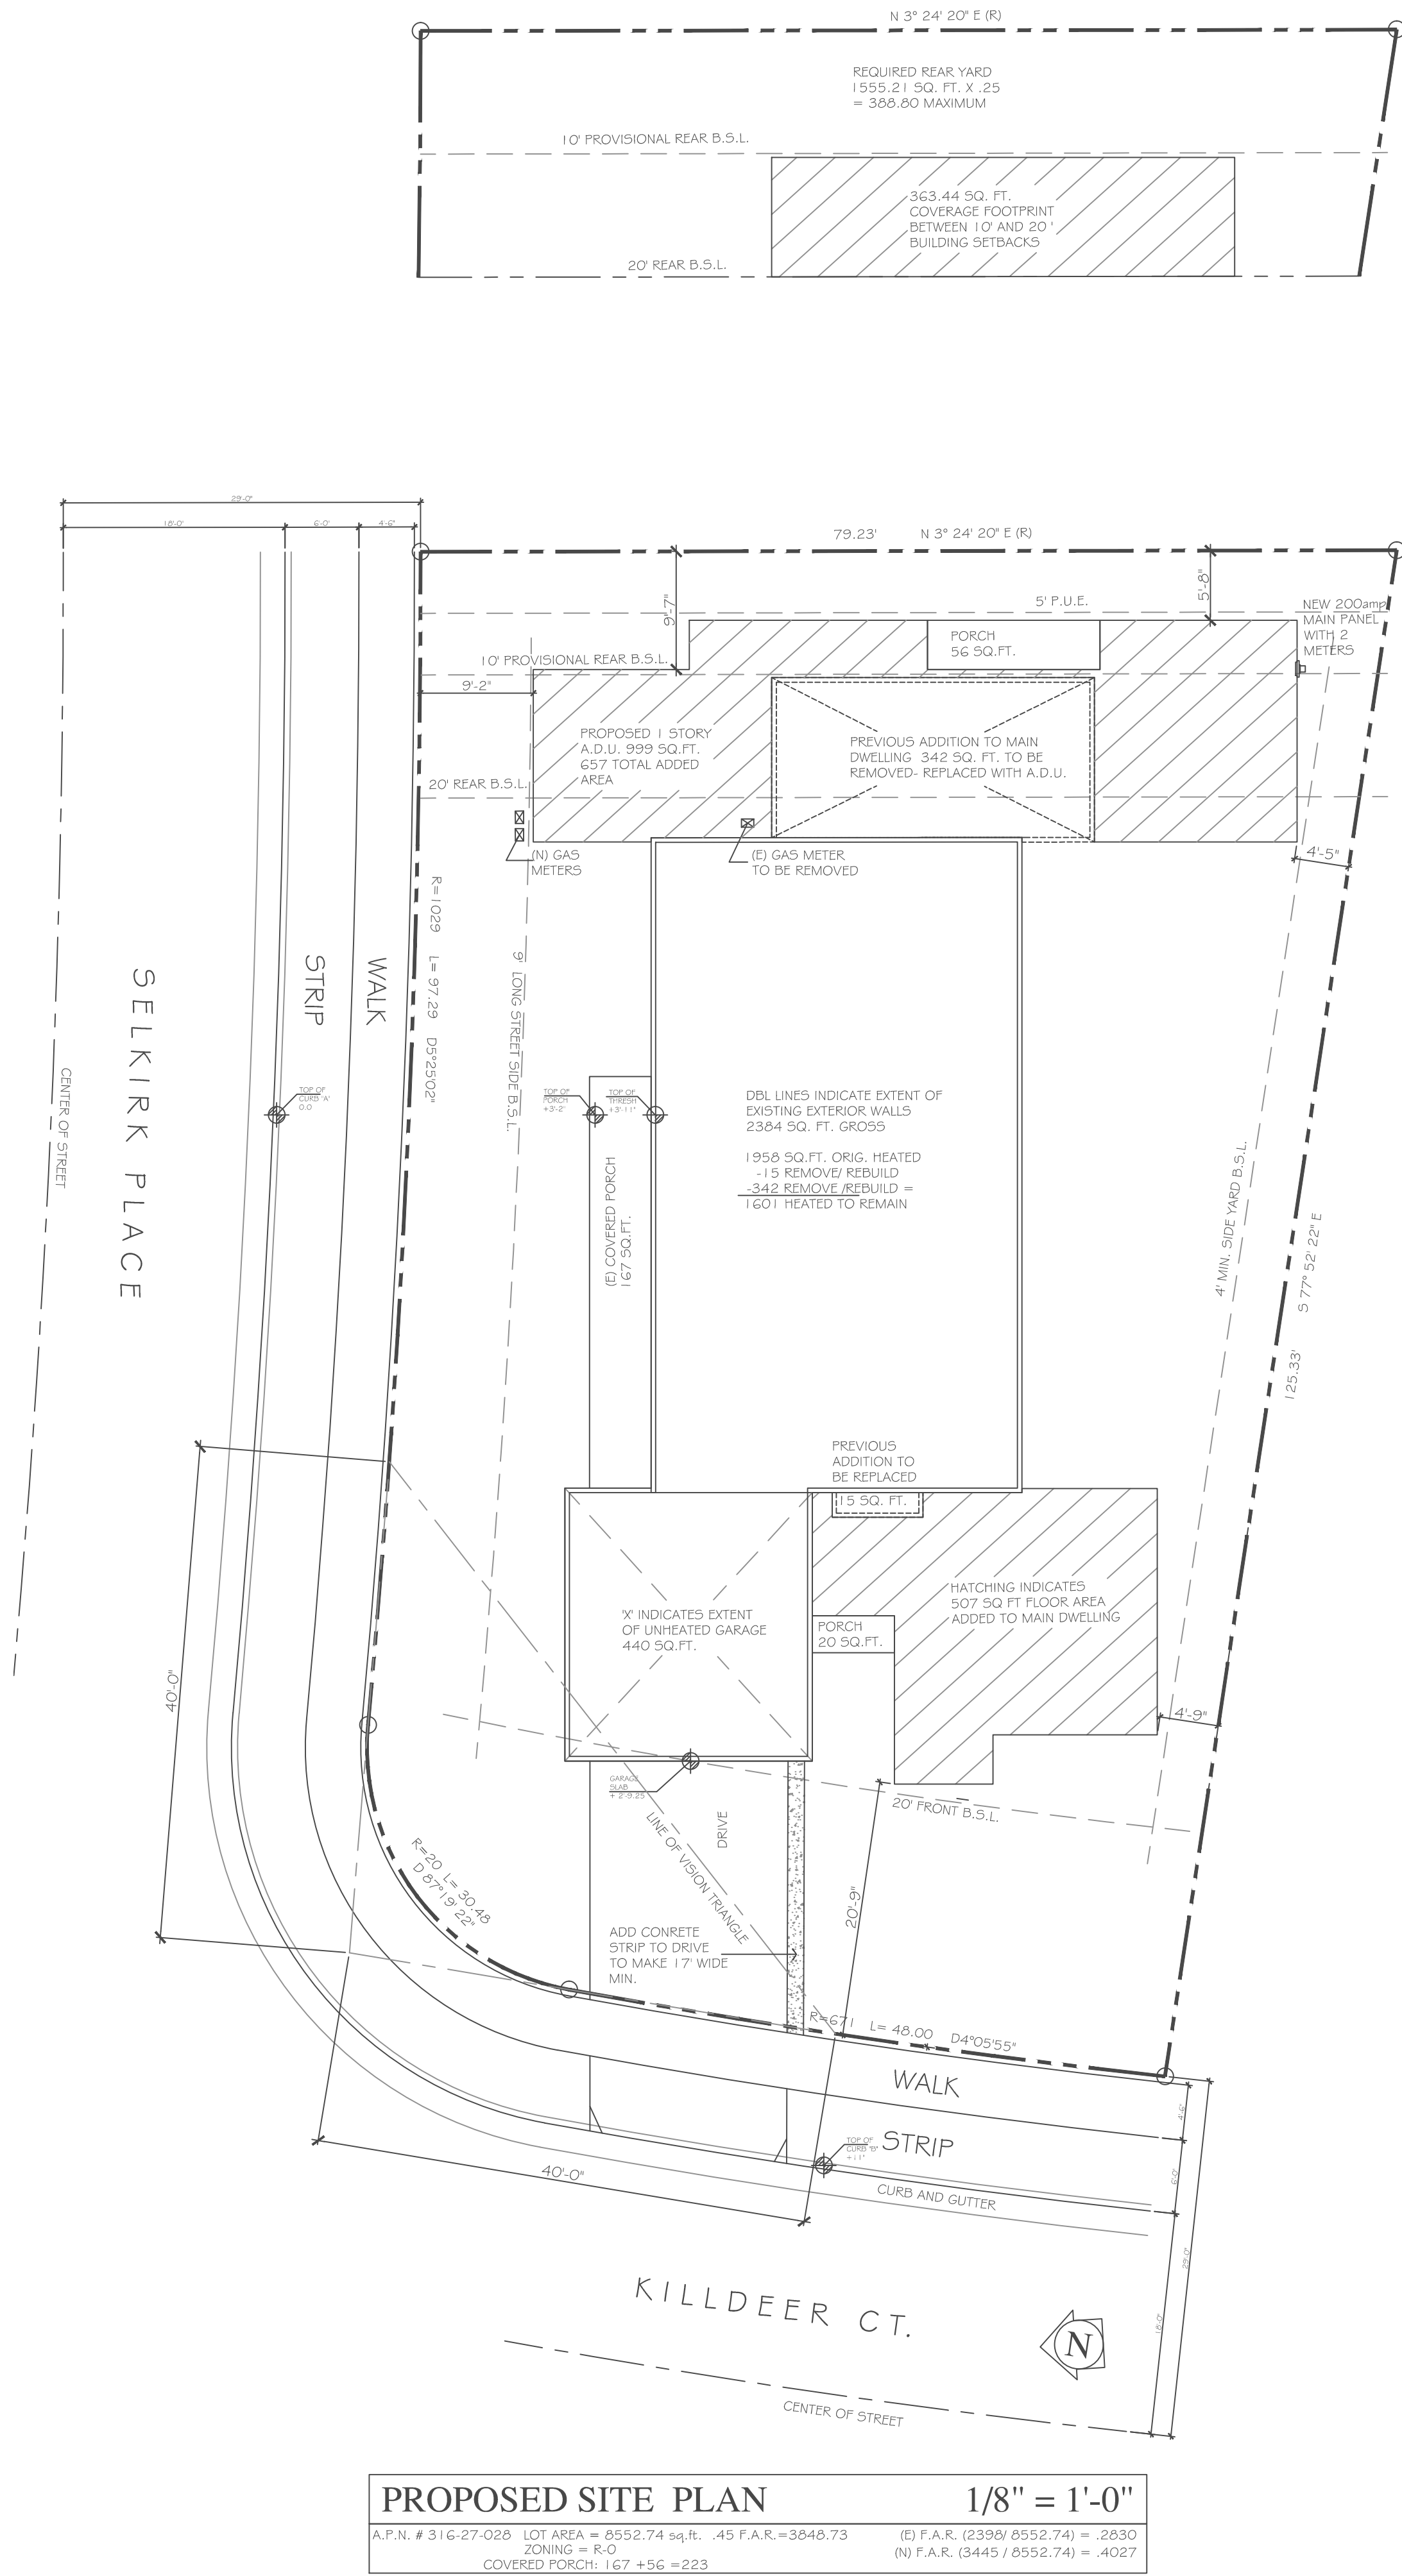 N 3° 24' 20" E (R)
REQUIRED REAR YARD
1555.21 SQ. FT. X .25
= 388.80 MAXIMUM
10' PROVISIONAL REAR B.S.L.
363.44 SQ. FT.
COVERAGE FOOTPRINT
BETWEEN 10' AND 20 '
BUILDING SETBACKS
20' REAR B.S.L.
29'-0"
18'-0"
6'-0"
4'-6"
79.23'
N 3° 24' 20" E (R)
9'-7"
5'-8"
5' P.U.E.
NEW 200amp
MAIN PANEL
WITH 2
METERS
PORCH
56 SQ.FT.
10' PROVISIONAL REAR B.S.L.
9'-2"
PROPOSED 1 STORY
A.D.U. 999 SQ.FT.
657 TOTAL ADDED
AREA
PREVIOUS ADDITION TO MAIN
DWELLING 342 SQ. FT. TO BE
REMOVED- REPLACED WITH A.D.U.
20' REAR B.S.L.
(N) GAS
METERS
(E) GAS METER
TO BE REMOVED
4'-5"
R=1029 L= 97.29 D5°25'02"
9' LONG STREET SIDE B.S.L.
WALK
STRIP
SELKIRK PLACE
CENTER OF STREET
TOP OF
CURB 'A'
0.0
TOP OF
PORCH
+3'-2"
TOP OF
THRESH
+3'-11"
DBL LINES INDICATE EXTENT OF
EXISTING EXTERIOR WALLS
2384 SQ. FT. GROSS
1958 SQ.FT. ORIG. HEATED
-15 REMOVE/ REBUILD
-342 REMOVE /REBUILD =
1601 HEATED TO REMAIN
(E) COVERED PORCH
167 SQ.FT.
4' MIN. SIDE YARD B.S.L.
S 77° 52' 22" E
125.33'
PREVIOUS
ADDITION TO
BE REPLACED
15 SQ. FT.
HATCHING INDICATES
507 SQ FT FLOOR AREA
ADDED TO MAIN DWELLING
'X' INDICATES EXTENT
OF UNHEATED GARAGE
440 SQ.FT.
PORCH
20 SQ.FT.
40'-0"
4'-9"
GARAGE
SLAB
+ 2'-9.25
20' FRONT B.S.L.
LINE OF VISION TRIANGLE
DRIVE
R=20 L= 30.48
D 87°19' 22"
20'-9"
ADD CONRETE
STRIP TO DRIVE
TO MAKE 17' WIDE
MIN.
R=671 L= 48.00 D4°05'55"
WALK
STRIP
TOP OF
CURB "B"
+11"
CURB AND GUTTER
40'-0"
4'-6"
6'-0"
29'-0"
18'-0"
KILLDEER CT.
N
CENTER OF STREET
PROPOSED SITE PLAN 1/8" = 1'-0"
A.P.N. # 316-27-028 LOT AREA = 8552.74 sq.ft. .45 F.A.R.=3848.73 (E) F.A.R. (2398/ 8552.74) = .2830
ZONING = R-O (N) F.A.R. (3445 / 8552.74) = .4027
COVERED PORCH: 167 +56 =223